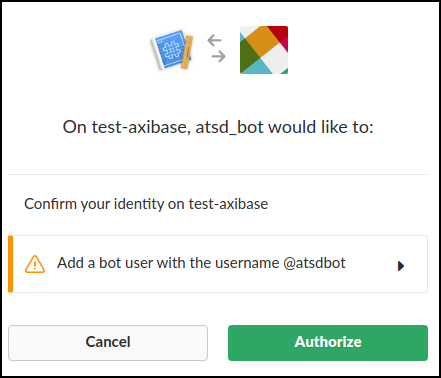 On test-axibase, atsd_bot would like to:
Confirm your identity on test-axibase
Add a bot user with the username @atsdbot
Cancel
Authorize